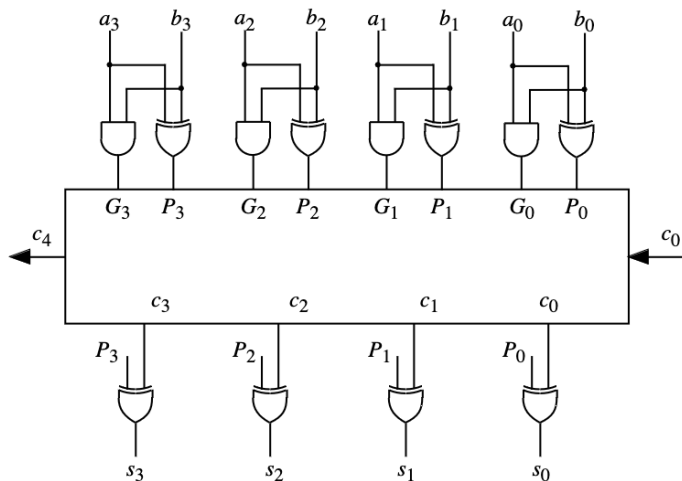 a₃ b₃ a₂ b₂ a₁ b₁ a₀ b₀
G₃ P₃ G₂ P₂ G₁ P₁ G₀ P₀
c₄ c₀
c₃ c₂ c₁ c₀
P₃ P₂ P₁ P₀
s₃ s₂ s₁ s₀